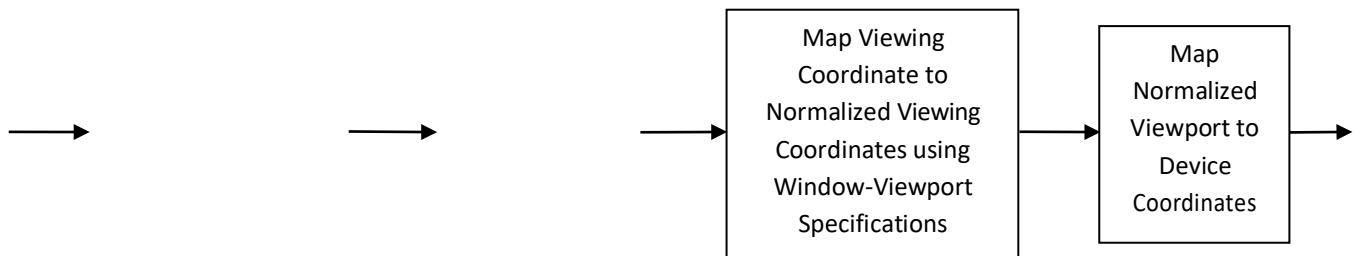 Map Viewing
Coordinate to
Normalized Viewing
Coordinates using
Window-Viewport
Specifications
Map
Normalized
Viewport to
Device
Coordinates